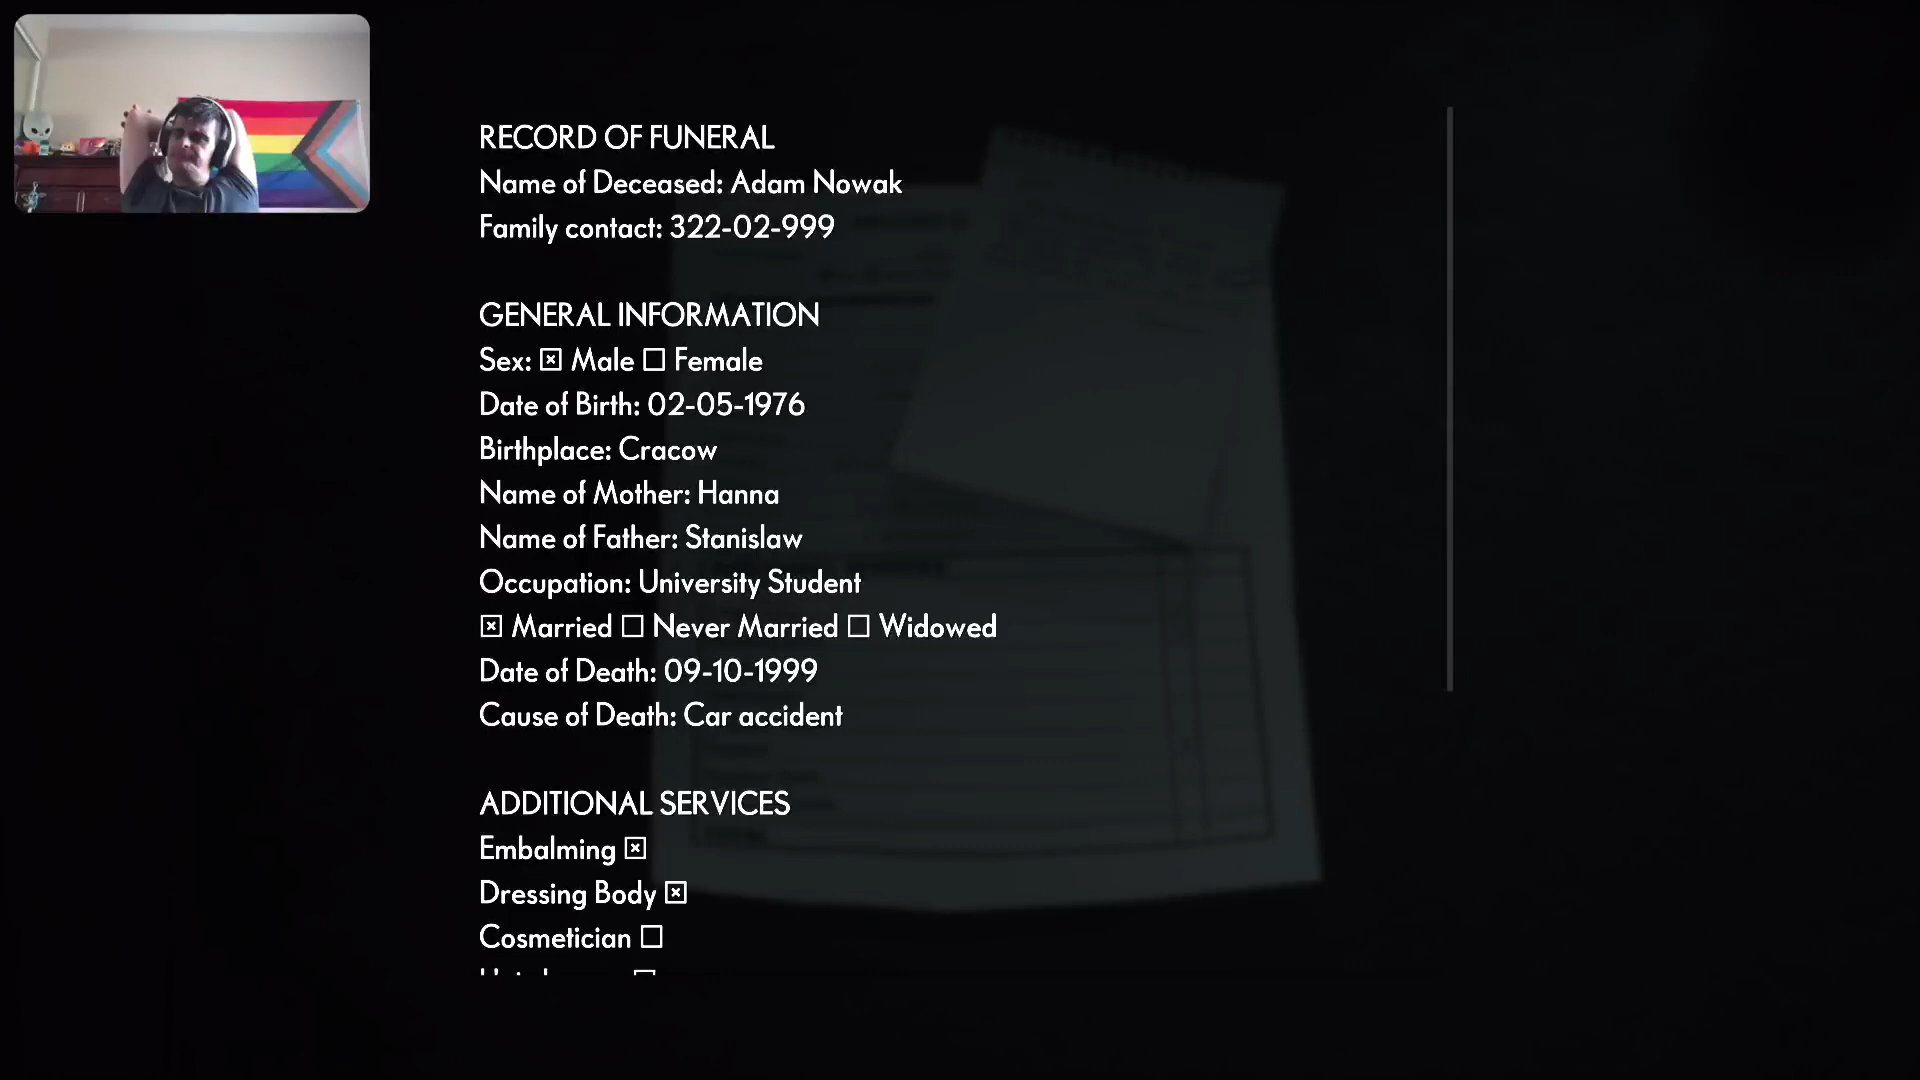 RECORD OF FUNERAL
Name of Deceased: Adam Nowak
Family contact: 322-02-999
GENERAL INFORMATION
Sex: ☒ Male ☐ Female
Date of Birth: 02-05-1976
Birthplace: Cracow
Name of Mother: Hanna
Name of Father: Stanislaw
Occupation: University Student
☒ Married ☐ Never Married ☐ Widowed
Date of Death: 09-10-1999
Cause of Death: Car accident
ADDITIONAL SERVICES
Embalming ☒
Dressing Body ☒
Cosmetician ☐